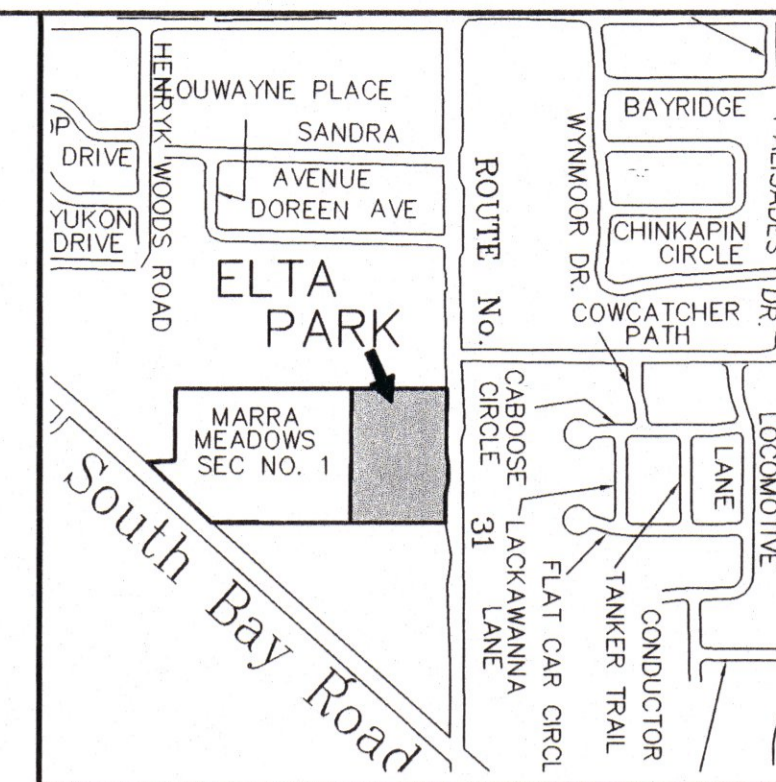 HENRYK WOODS ROAD
OUWAYNE PLACE
SANDRA
AVENUE
DOREEN AVE
DRIVE
YUKON
DRIVE
ELTA
PARK
MARRA
MEADOWS
SEC NO. 1
South Bay Road
ROUTE No. 31
WYNMOOR DR.
BAYRIDGE
CHINKAPIN
CIRCLE
DR.
COWCATCHER
PATH
CABOOSE
CIRCLE
LACKAWANNA
LANE
FLAT CAR CIRCL
TANKER TRAIL
CONDUCTOR
LANE
LOCOMOTIVE